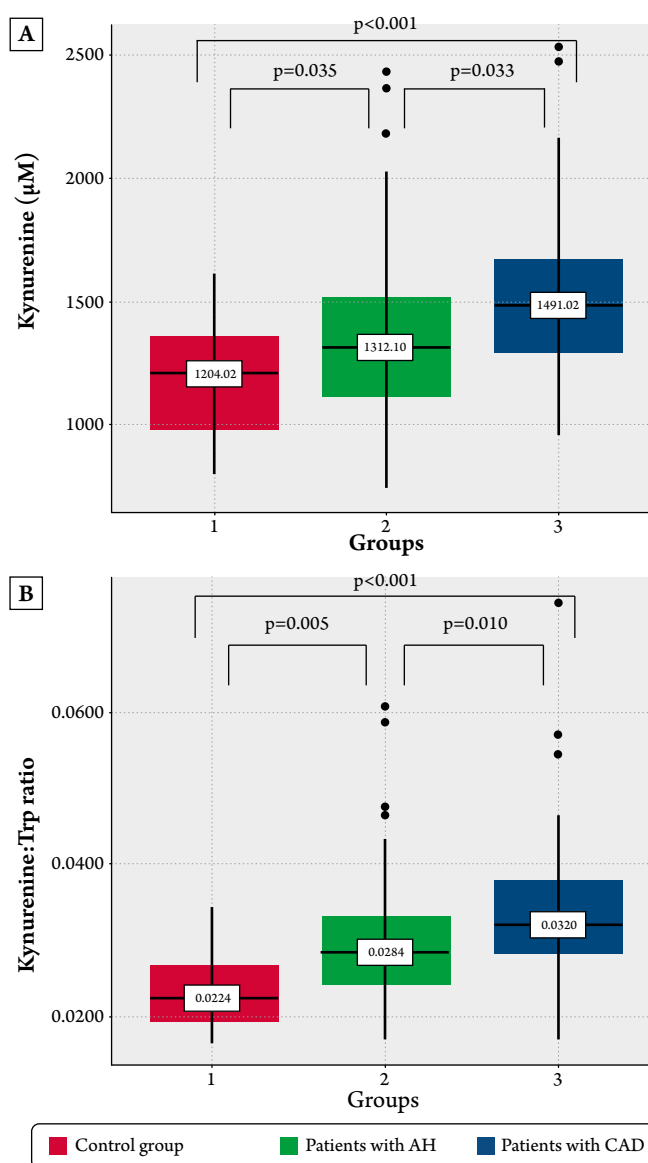 A
p<0.001
p=0.035
p=0.033
2500
2000
1500
1000
Kynurenine (μM)
1204.02
1312.10
1491.02
1
2
3
Groups
B
p<0.001
p=0.005
p=0.010
0.0600
0.0400
0.0200
Kynurenine:Trp ratio
0.0224
0.0284
0.0320
1
2
3
Groups
Control group
Patients with AH
Patients with CAD